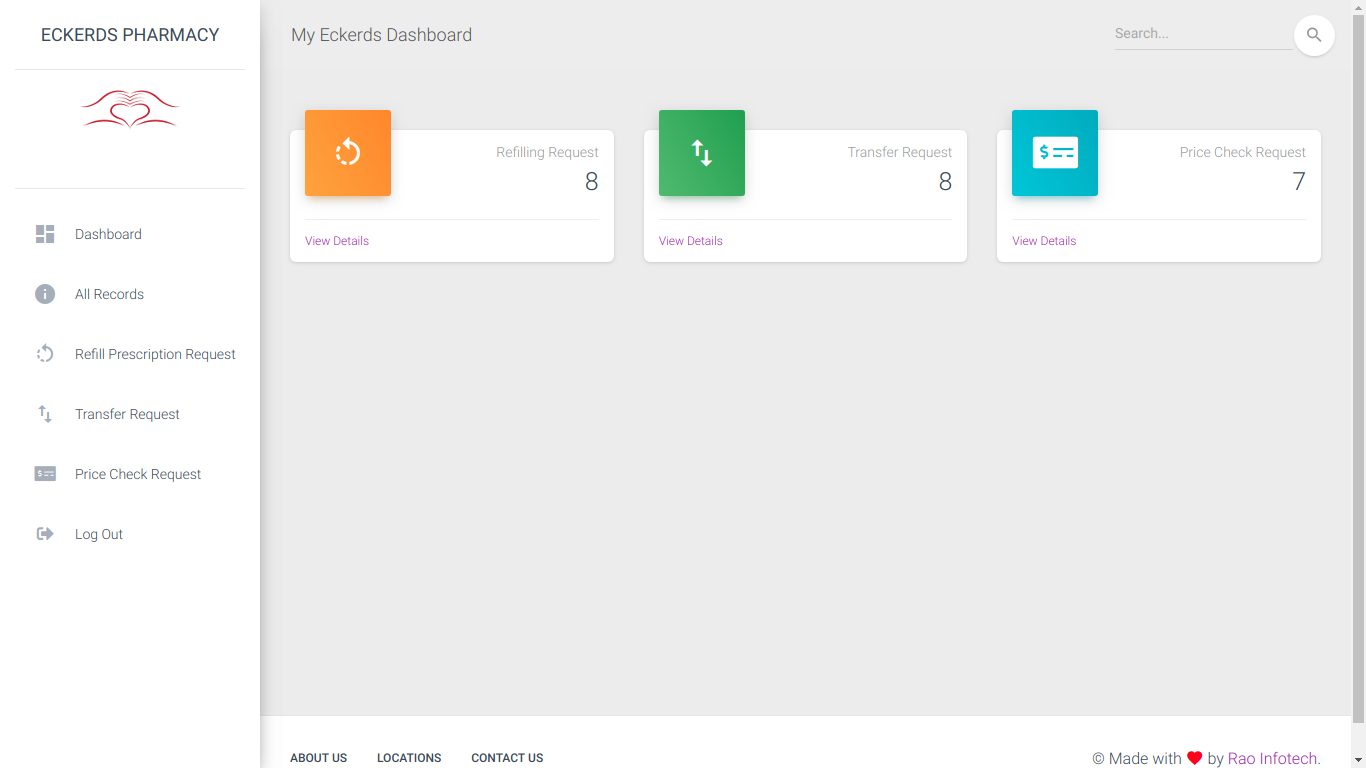 ECKERDS PHARMACY
Dashboard
All Records
Refill Prescription Request
Transfer Request
Price Check Request
Log Out
My Eckerds Dashboard
Search...
Refilling Request
8
View Details
Transfer Request
8
View Details
$
Price Check Request
7
View Details
ABOUT US LOCATIONS CONTACT US
© Made with ❤ by Rao Infotech.